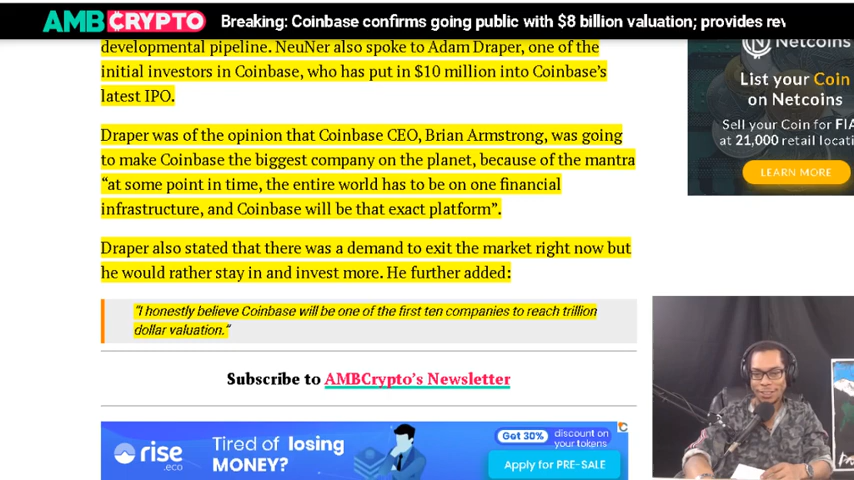 AMBCRYPTO Breaking: Coinbase confirms going public with $8 billion valuation; provides rev
developmental pipeline. NeuNer also spoke to Adam Draper, one of the
initial investors in Coinbase, who has put in $10 million into Coinbase's
latest IPO.
Draper was of the opinion that Coinbase CEO, Brian Armstrong, was going
to make Coinbase the biggest company on the planet, because of the mantra
“at some point in time, the entire world has to be on one financial
infrastructure, and Coinbase will be that exact platform”.
Draper also stated that there was a demand to exit the market right now but
he would rather stay in and invest more. He further added:
“I honestly believe Coinbase will be one of the first ten companies to reach trillion
dollar valuation.“
Subscribe to AMBCrypto's Newsletter
rise
.eco
Tired of losing
MONEY?
Get 30% discount on
your tokens
Apply for PRE-SALE
Netcoins
List your Coin
on Netcoins
Sell your Coin for FIA
at 21,000 retail locati
LEARN MORE